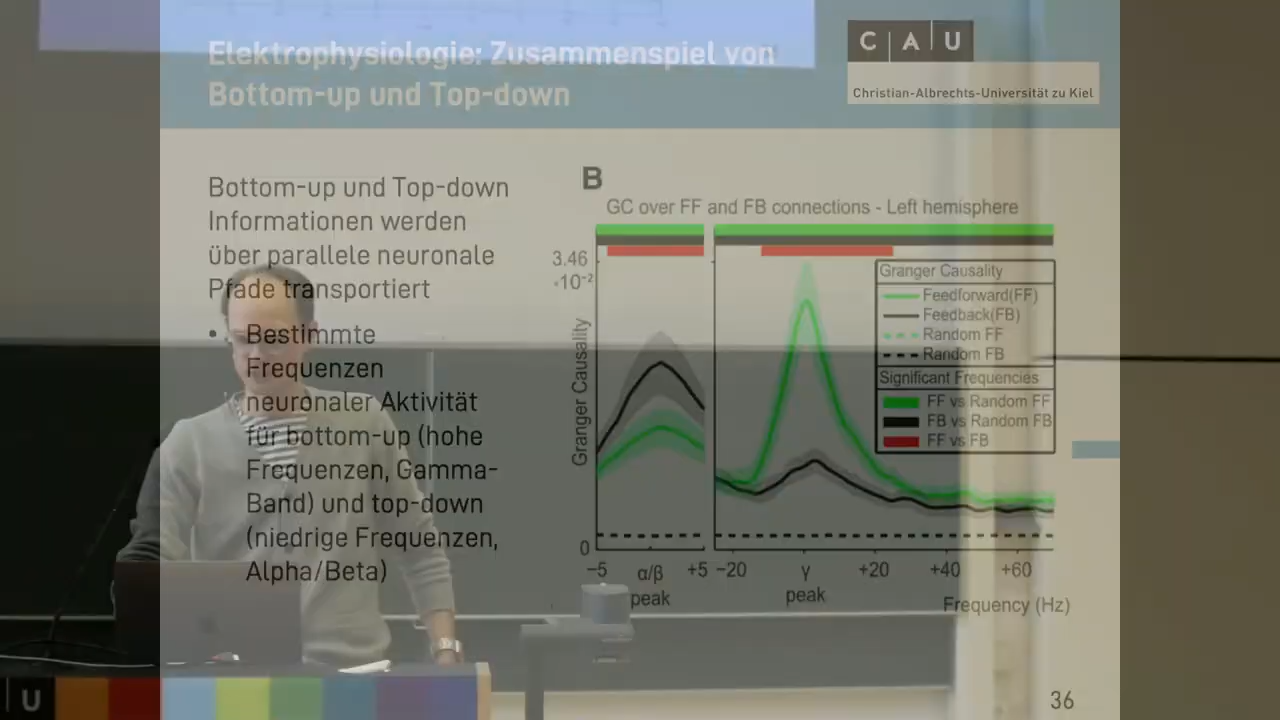 Elektrophysiologie: Zusammenspiel von
Bottom-up und Top-down
C A U
Christian-Albrechts-Universität zu Kiel
Bottom-up und Top-down
Informationen werden
über parallele neuronale
Pfade transportiert
• Bestimmte
Frequenzen
neuronaler Aktivität
für bottom-up (hohe
Frequenzen, Gamma-
Band) und top-down
(niedrige Frequenzen,
Alpha/Beta)
B
GC over FF and FB connections - Left hemisphere
3.46
·10⁻²
Granger Causality
0
Granger Causality
Feedforward(FF)
Feedback(FB)
Random FF
Random FB
Significant Frequencies
FF vs Random FF
FB vs Random FB
FF vs FB
−5 α/β +5 −20 γ +20 +40 +60
peak peak
Frequency (Hz)
36
U